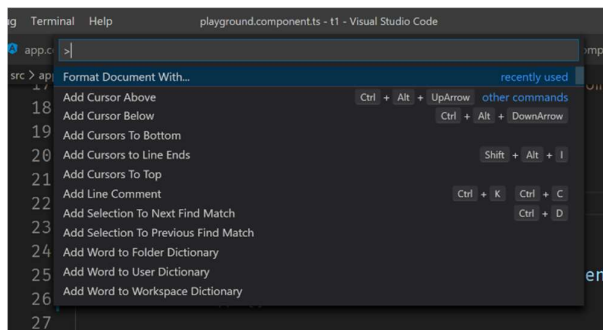 Terminal Help playground.component.ts - t1 - Visual Studio Code
app.c
>
src > ap
Format Document With... recently used
Add Cursor Above Ctrl + Alt + UpArrow other commands
18
Add Cursor Below Ctrl + Alt + DownArrow
19
Add Cursors To Bottom
20
Add Cursors to Line Ends Shift + Alt + I
21
Add Cursors To Top
22
Add Line Comment Ctrl + K Ctrl + C
23
Add Selection To Next Find Match Ctrl + D
Add Selection To Previous Find Match
24
Add Word to Folder Dictionary
25
Add Word to User Dictionary en
26
Add Word to Workspace Dictionary
27